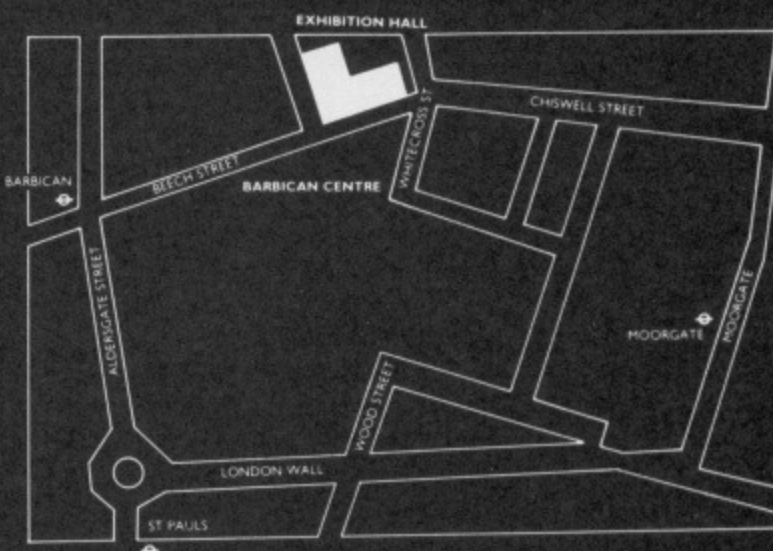 EXHIBITION HALL
CHISWELL STREET
WHITECROSS ST
BEECH STREET
BARBICAN
BARBICAN CENTRE
ALDERSGATE STREET
MOORGATE
MOORGATE
WOOD STREET
LONDON WALL
ST PAULS